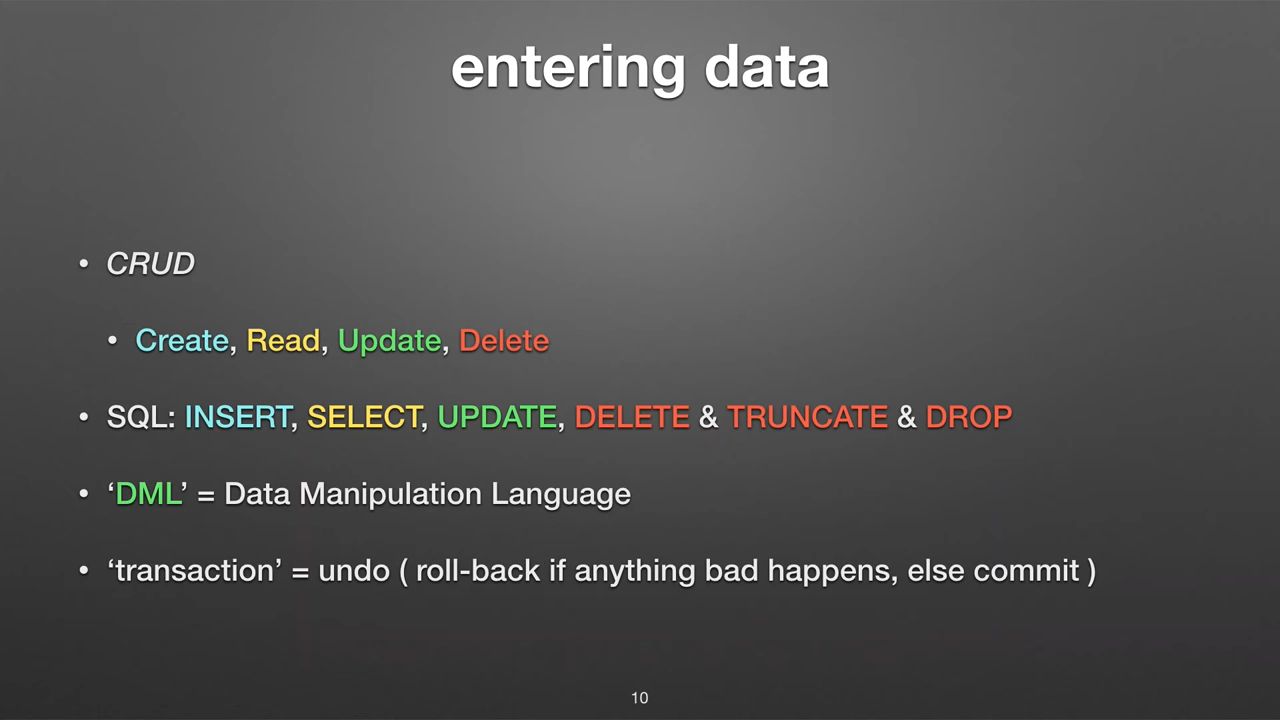 entering data
• CRUD
• Create, Read, Update, Delete
• SQL: INSERT, SELECT, UPDATE, DELETE & TRUNCATE & DROP
• ‘DML’ = Data Manipulation Language
• ‘transaction’ = undo ( roll-back if anything bad happens, else commit )
10